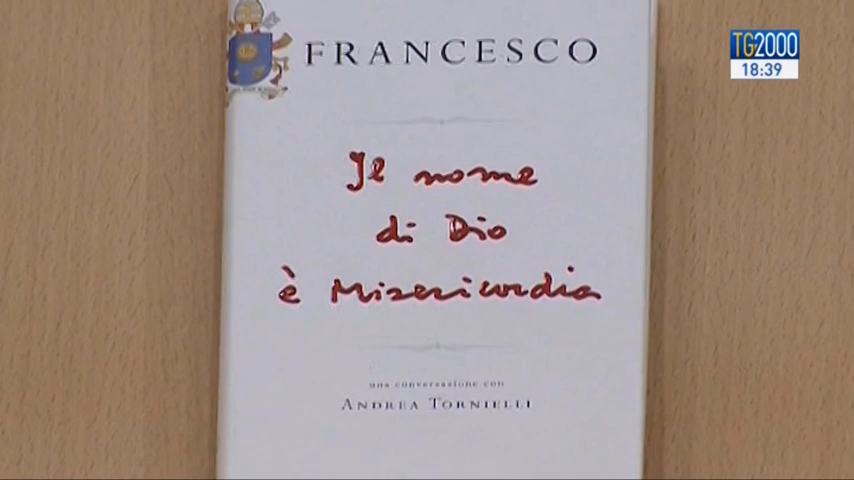 FRANCESCO
TG2000
18:39
Il nome
di Dio
è Misericordia
una conversazione con
ANDREA TORNIELLI